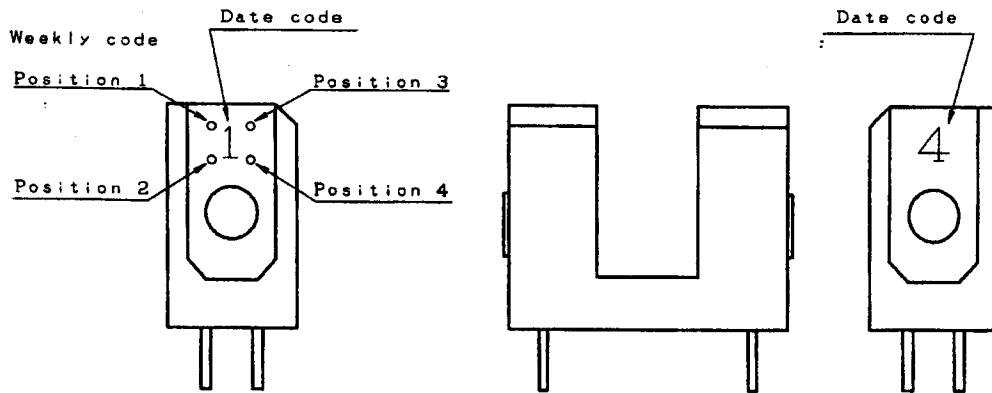 Date code
Weekly code
Position 1
Position 3
1
Position 2
Position 4
Date code
4